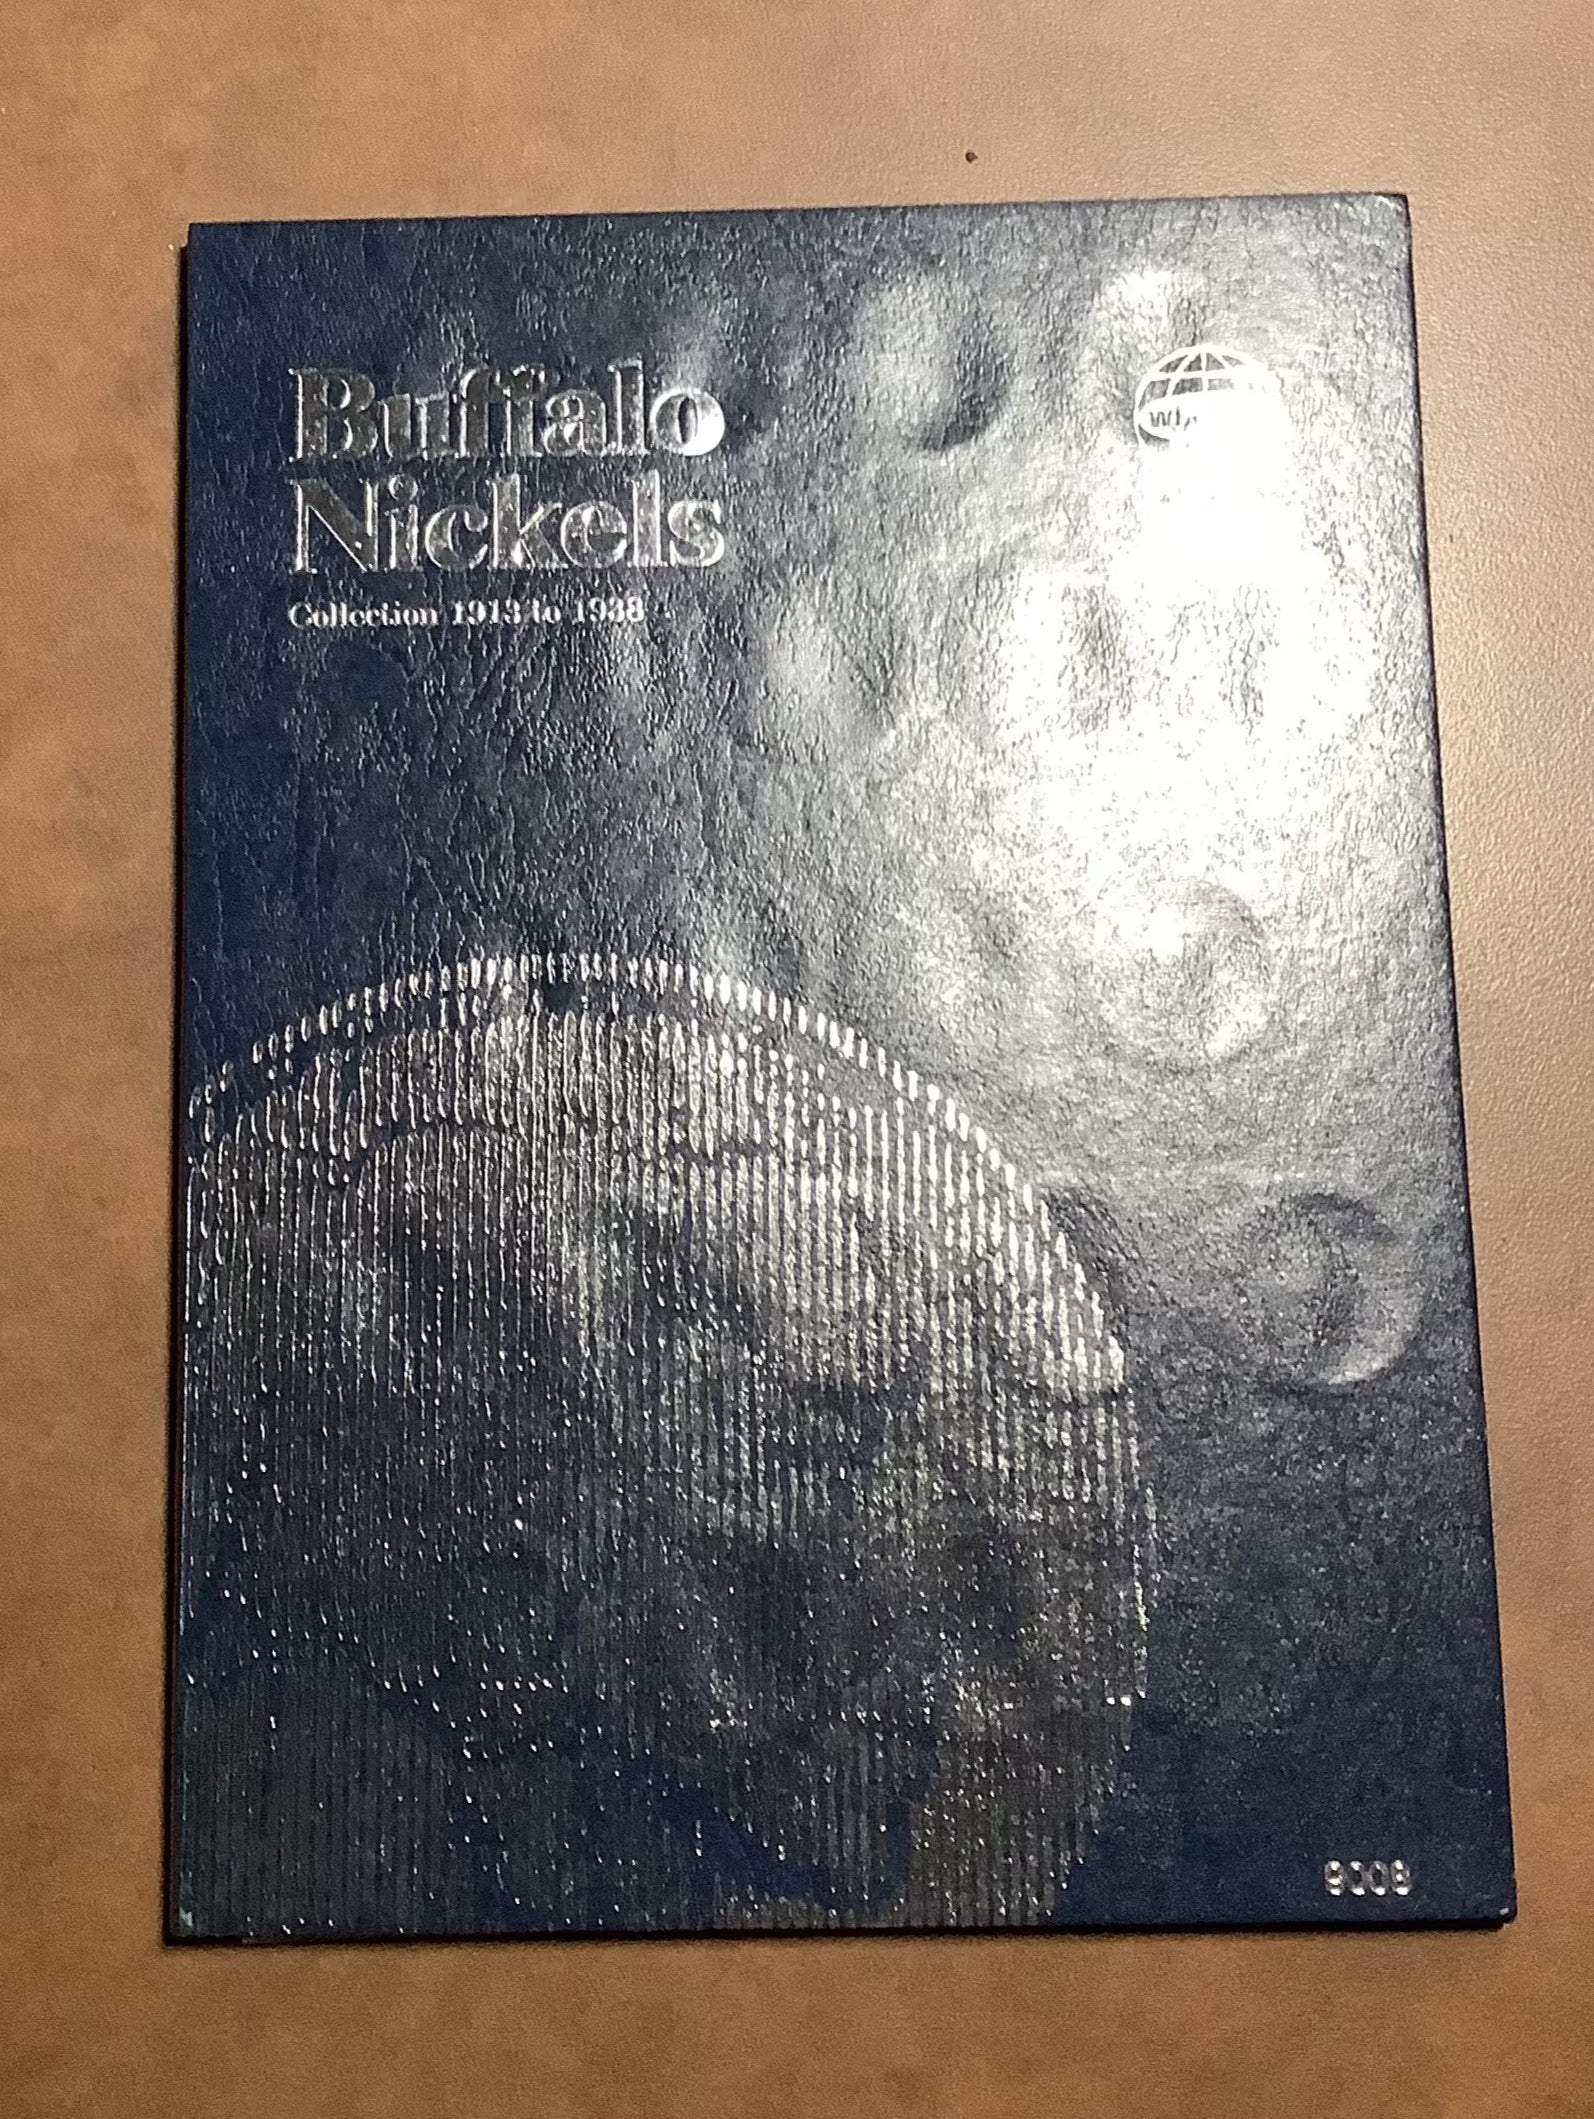 Buffalo
Nickels
Collection 1913 to 1938
9008